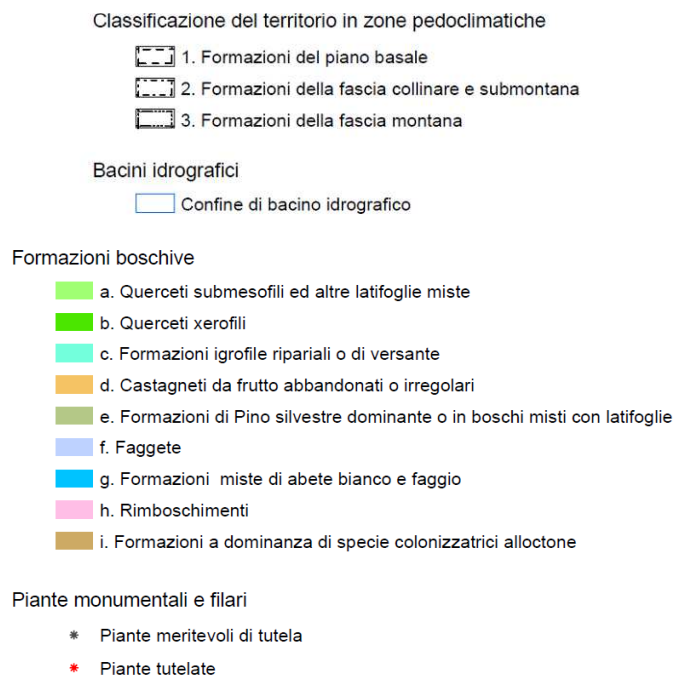 Classificazione del territorio in zone pedoclimatiche
1. Formazioni del piano basale
2. Formazioni della fascia collinare e submontana
3. Formazioni della fascia montana
Bacini idrografici
Confine di bacino idrografico
Formazioni boschive
a. Querceti submesofili ed altre latifoglie miste
b. Querceti xerofili
c. Formazioni igrofile ripariali o di versante
d. Castagneti da frutto abbandonati o irregolari
e. Formazioni di Pino silvestre dominante o in boschi misti con latifoglie
f. Faggete
g. Formazioni miste di abete bianco e faggio
h. Rimboschimenti
i. Formazioni a dominanza di specie colonizzatrici alloctone
Piante monumentali e filari
Piante meritevoli di tutela
Piante tutelate